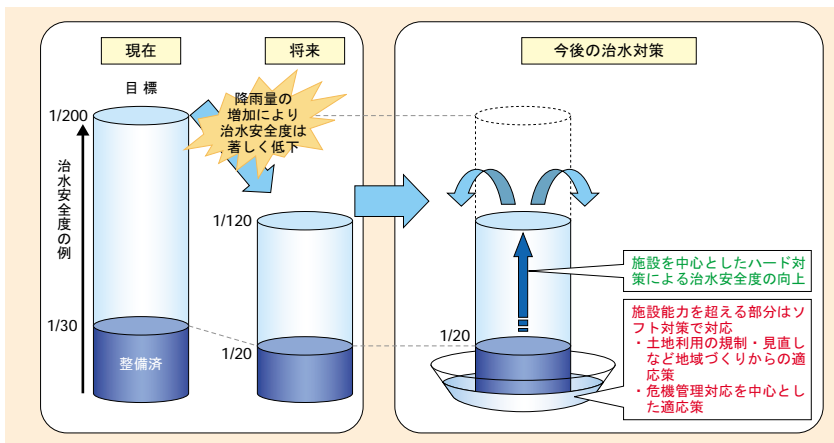 現在
将来
今後の治水対策
目標
1/200
降雨量の
増加により
治水安全度は
著しく低下
治水安全度の例
1/120
1/30
1/20
整備済
1/20
施設を中心としたハード対
策による治水安全度の向上
施設能力を超える部分はソ
フト対策で対応
・土地利用の規制・見直し
など地域づくりからの適
応策
・危機管理対応を中心とし
た適応策